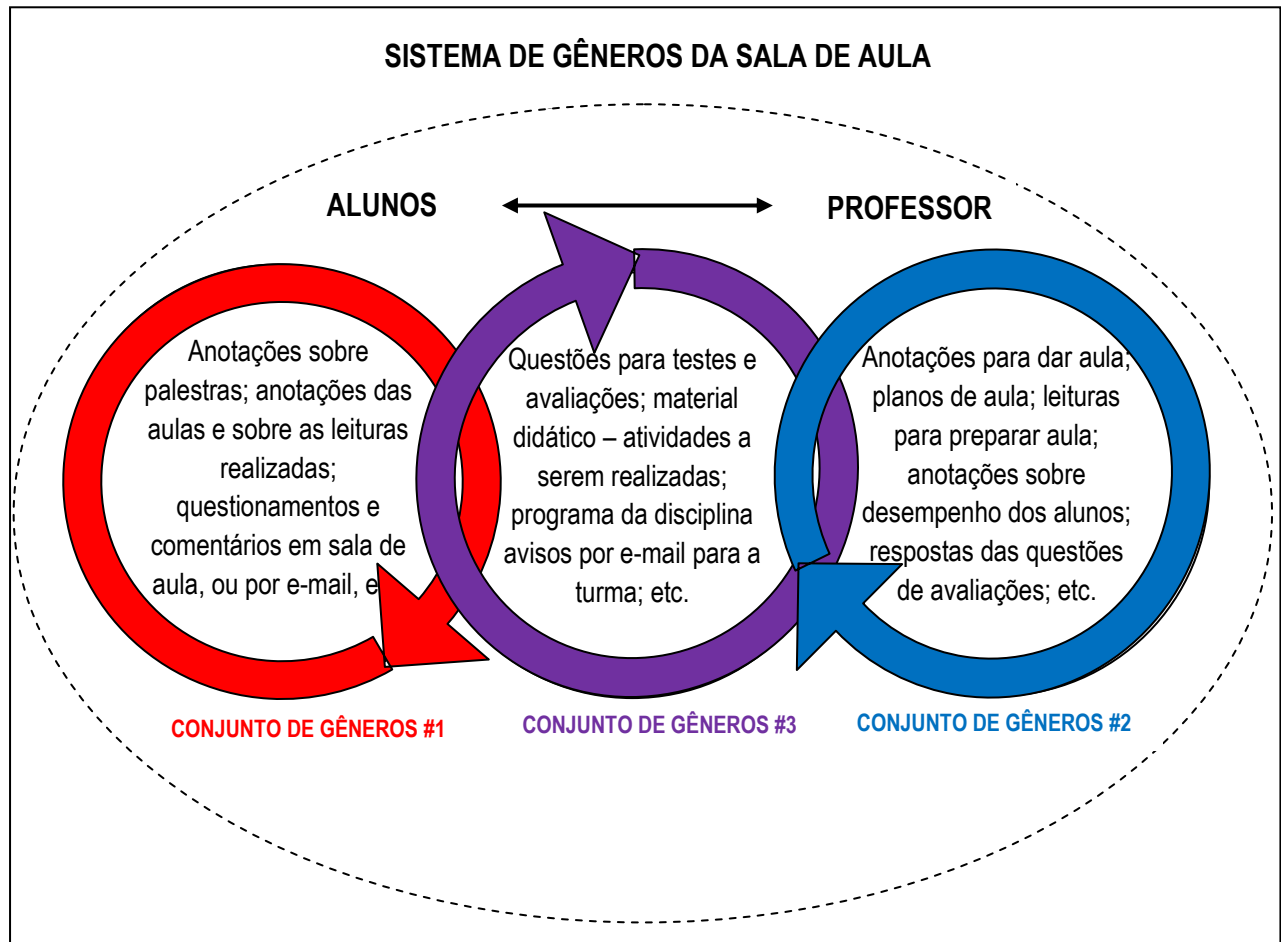 SISTEMA DE GÊNEROS DA SALA DE AULA
ALUNOS
PROFESSOR
Anotações sobre
palestras; anotações das
aulas e sobre as leituras
realizadas;
questionamentos e
comentários em sala de
aula, ou por e-mail, e
CONJUNTO DE GÊNEROS #1
Questões para testes e
avaliações; material
didático – atividades a
serem realizadas;
programa da disciplina
avisos por e-mail para a
turma; etc.
CONJUNTO DE GÊNEROS #3
Anotações para dar aula;
planos de aula; leituras
para preparar aula;
anotações sobre
desempenho dos alunos;
respostas das questões
de avaliações; etc.
CONJUNTO DE GÊNEROS #2